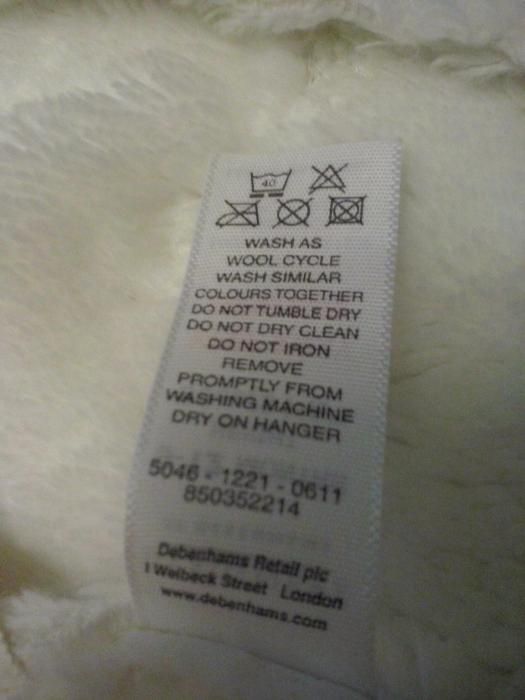 40
WASH AS
WOOL CYCLE
WASH SIMILAR
COLOURS TOGETHER
DO NOT TUMBLE DRY
DO NOT DRY CLEAN
DO NOT IRON
REMOVE
PROMPTLY FROM
WASHING MACHINE
DRY ON HANGER
5046 - 1221 - 0611
850352214
Debenhams Retail plc
1 Welbeck Street London
www.debenhams.com